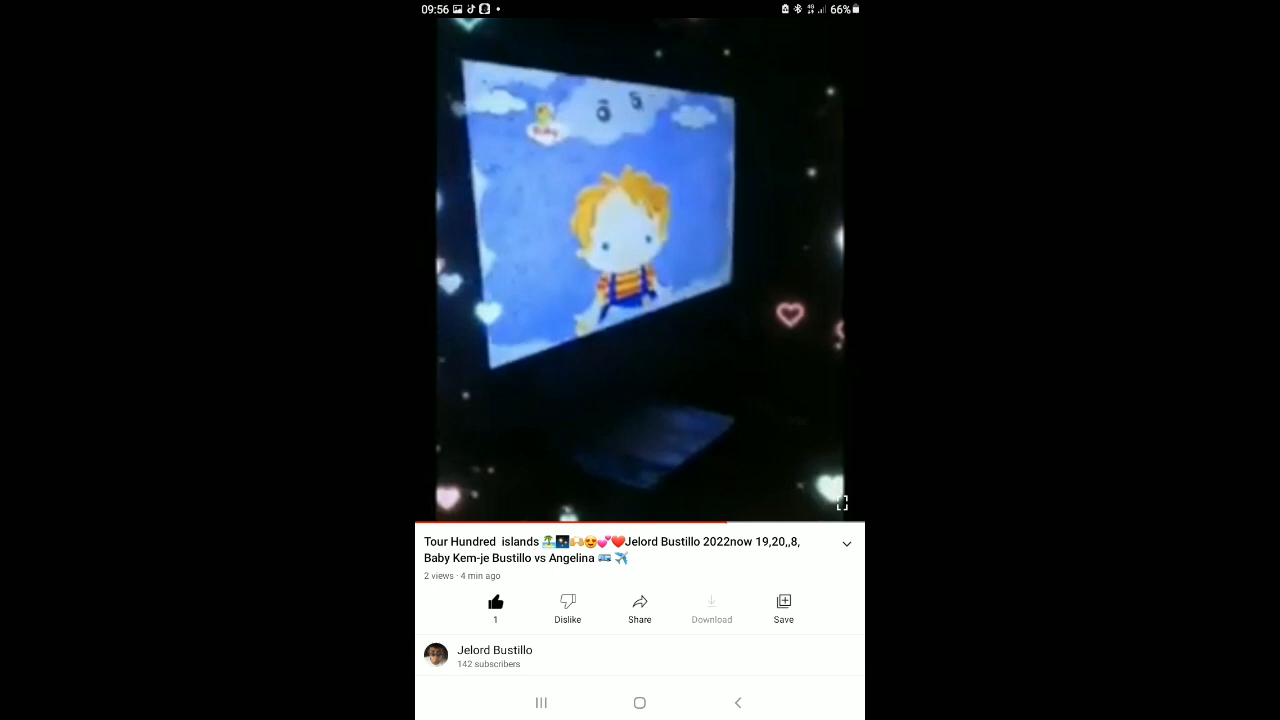 09:56
66%
Baby
Tour Hundred islands 🏝️🎆🙌😍💕❤️Jelord Bustillo 2022now 19,20,,8,
Baby Kem-je Bustillo vs Angelina 🚌 ✈️
2 views · 4 min ago
1
Dislike
Share
Download
Save
Jelord Bustillo
142 subscribers